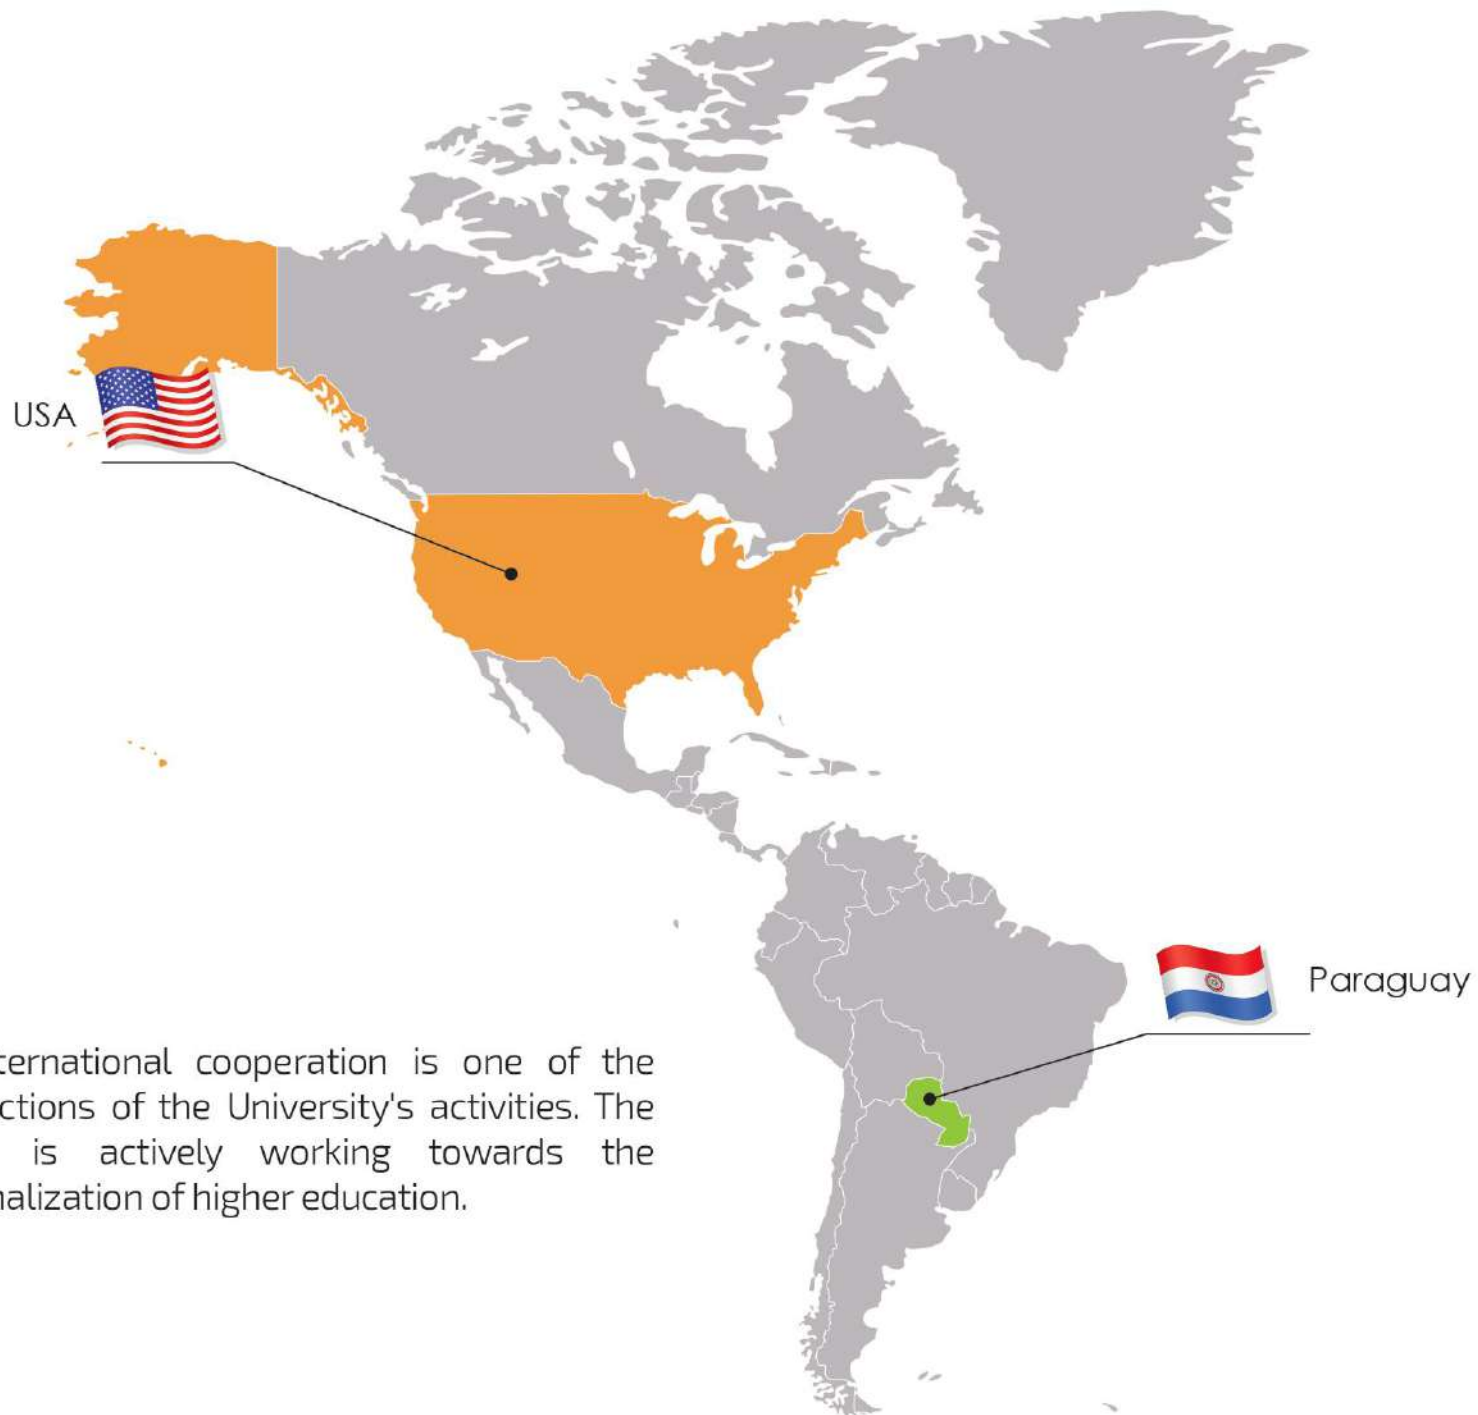 USA
Paraguay
ternational cooperation is one of the
ctions of the University's activities. The
is actively working towards the
nalization of higher education.